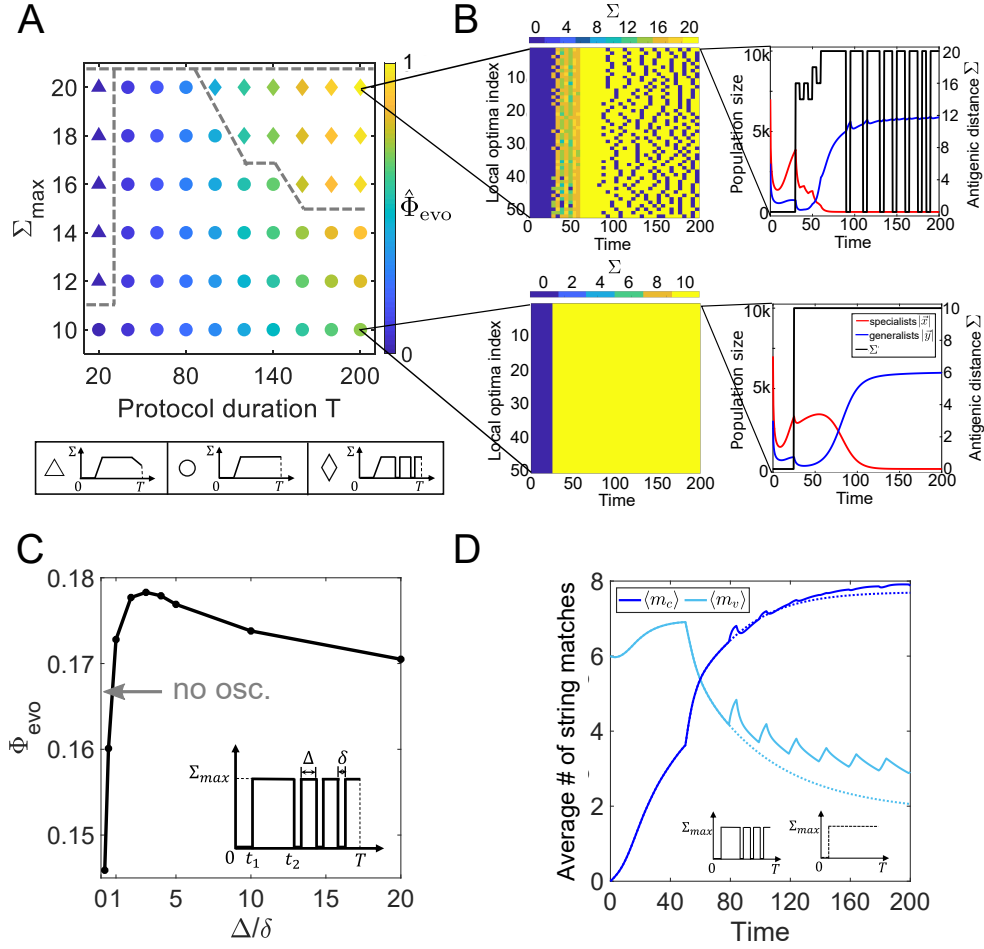 A
Σmax
20
18
16
14
12
10
20
80
140
200
Protocol duration T
1
Φ̂evo
0
Σ
0
T
Σ
0
T
Σ
0
T
B
Σ
0 4 8 12 16 20
Local optima index
10
20
30
40
50
0 50 100 150 200
Time
Population size
10k
5k
0
0 50 100 150 200
Time
20
16
12
8
4
0
Antigenic distance Σ
Σ
0 2 4 6 8 10
Local optima index
10
20
30
40
50
0 50 100 150 200
Time
Population size
10k
5k
0
0 50 100 150 200
Time
10
8
6
4
2
0
Antigenic distance Σ
specialists |x⃗|
generalists |y⃗|
Σ
C
Φevo
0.18
0.17
0.16
0.15
no osc.
Σmax
Δ
δ
0
t1
t2
T
0 1 5 10 15 20
Δ/δ
D
Average # of string matches
8
6
4
2
0
⟨mc⟩
⟨mv⟩
Σmax
0
T
Σmax
0
T
0 40 80 120 160 200
Time